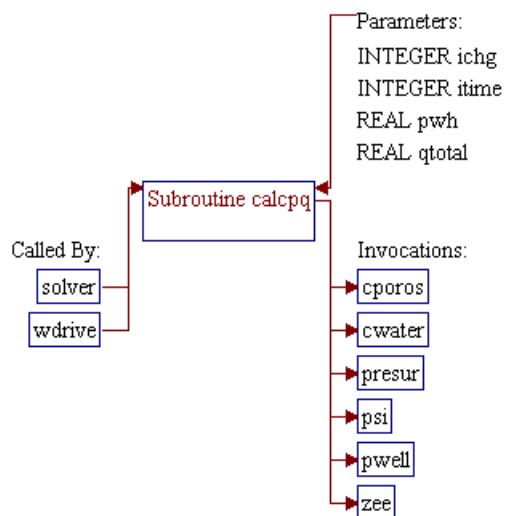 Parameters:
INTEGER ichg
INTEGER itime
REAL pwh
REAL qtotal
Subroutine calcpq
Called By:
solver
wdrive
Invocations:
cporos
cwater
presur
psi
pwell
zee